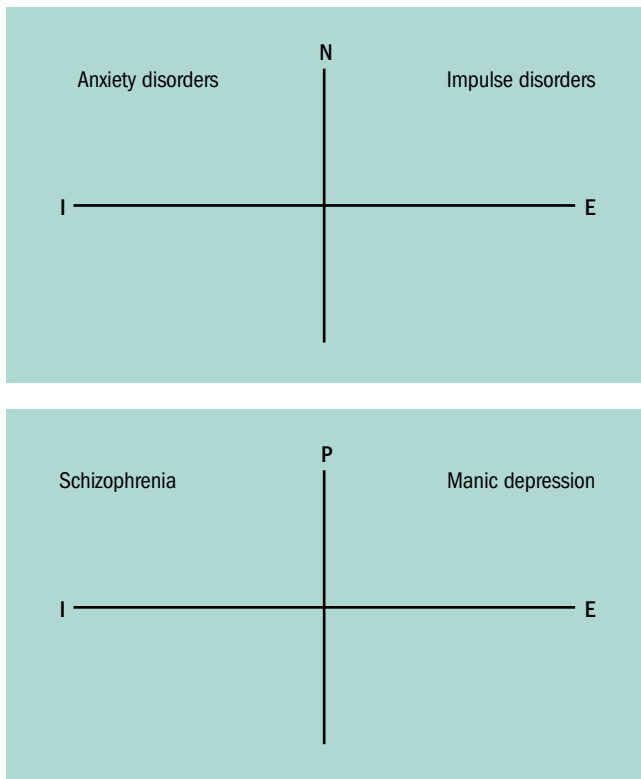 N
Anxiety disorders Impulse disorders
I E
P
Schizophrenia Manic depression
I E